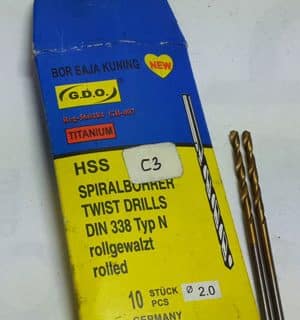 BOR BAJA KUNING
NEW
G.D.O.
TITANIUM
HSS
C3
SPIRALBOHRER
TWIST DRILLS
DIN 338 Typ N
rollgewalzt
rolled
10 STÜCK
PCS
ø 2.0
GERMANY